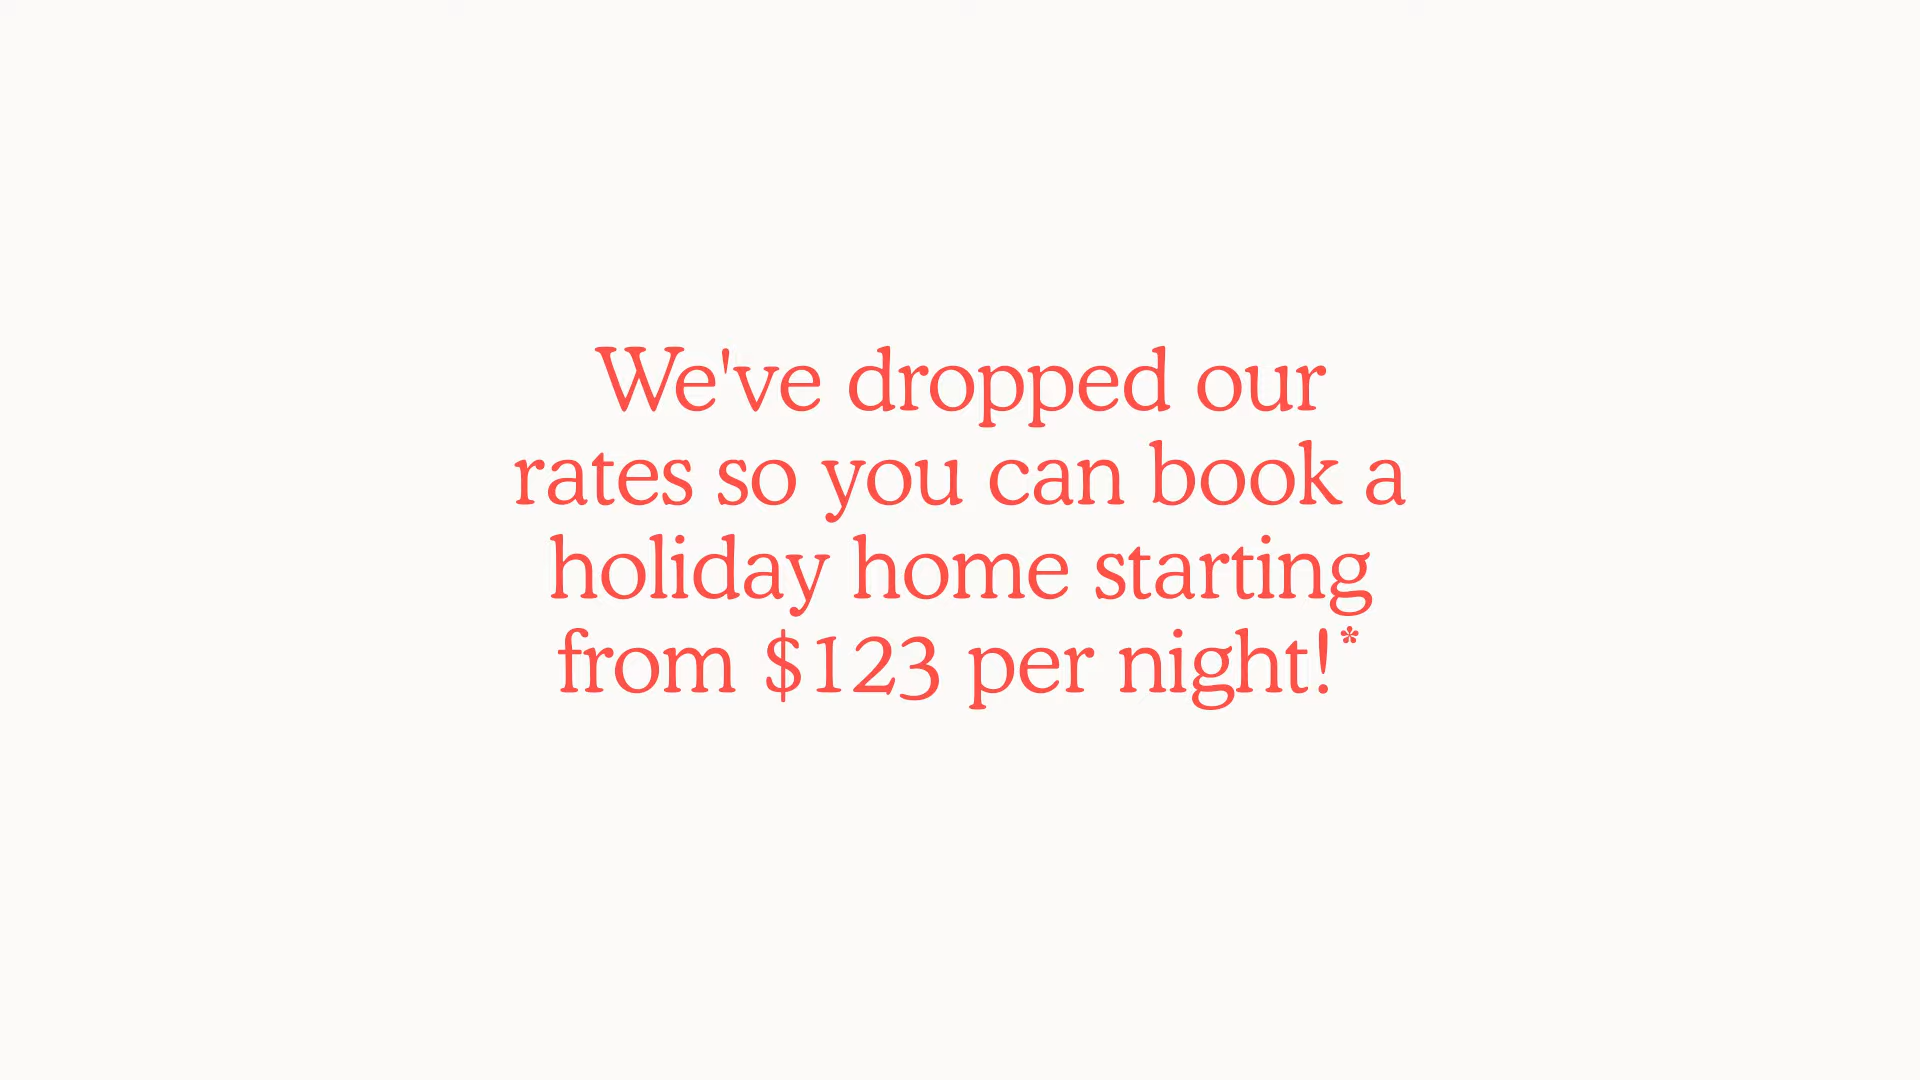 We've dropped our
rates so you can book a
holiday home starting
from $123 per night!*